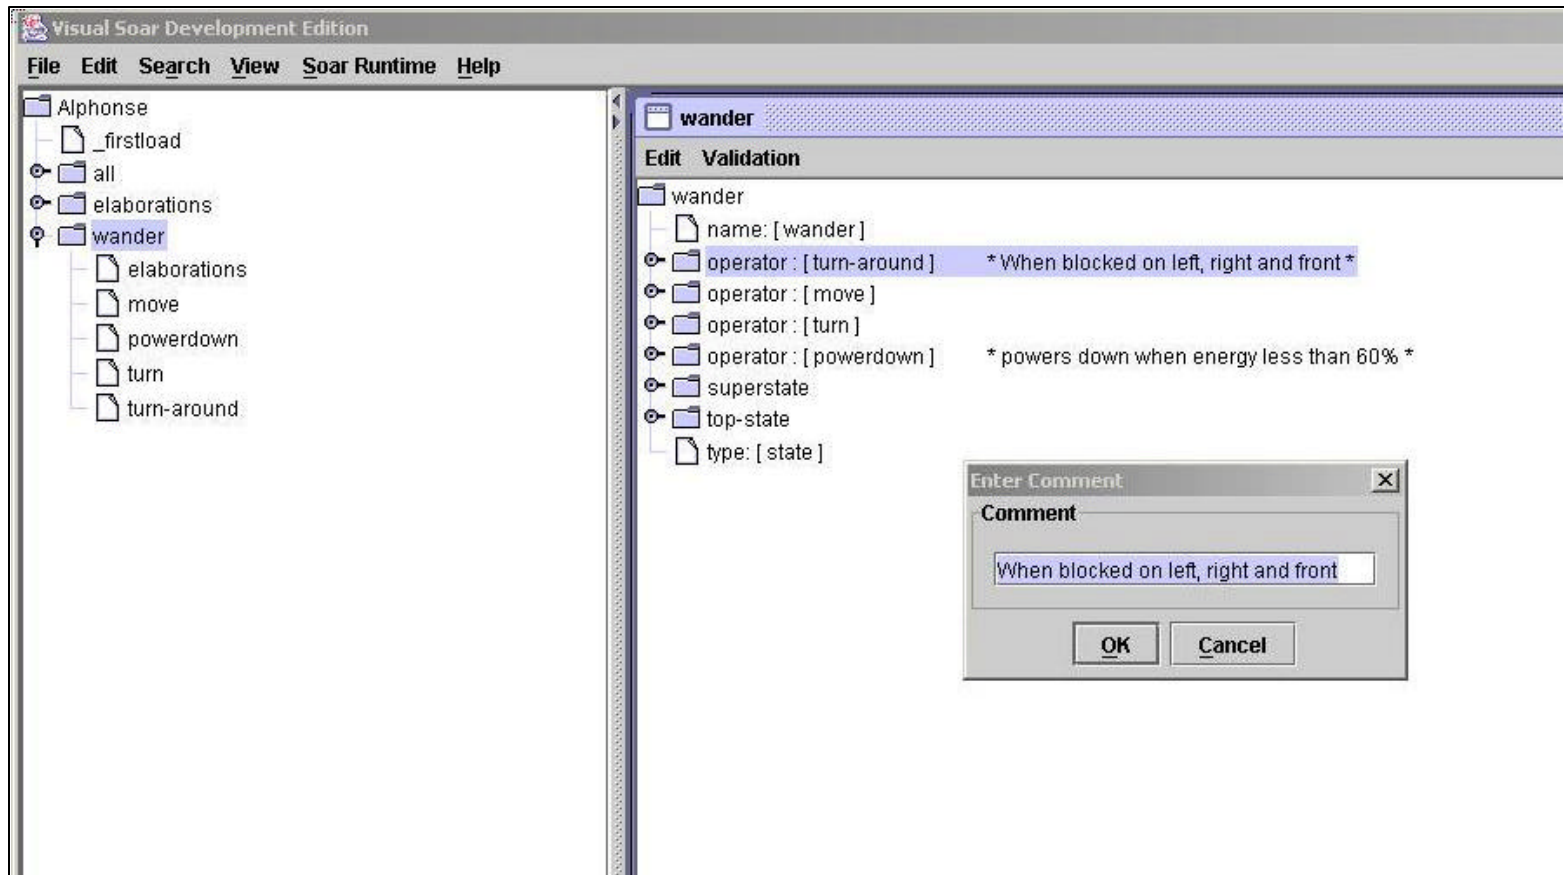 Visual Soar Development Edition
File Edit Search View Soar Runtime Help
Alphonse
_firstload
all
elaborations
wander
elaborations
move
powerdown
turn
turn-around
wander
Edit Validation
wander
name: [ wander ]
operator : [ turn-around ] * When blocked on left, right and front *
operator : [ move ]
operator : [ turn ]
operator : [ powerdown ] * powers down when energy less than 60% *
superstate
top-state
type: [ state ]
Enter Comment
Comment
When blocked on left, right and front
OK Cancel